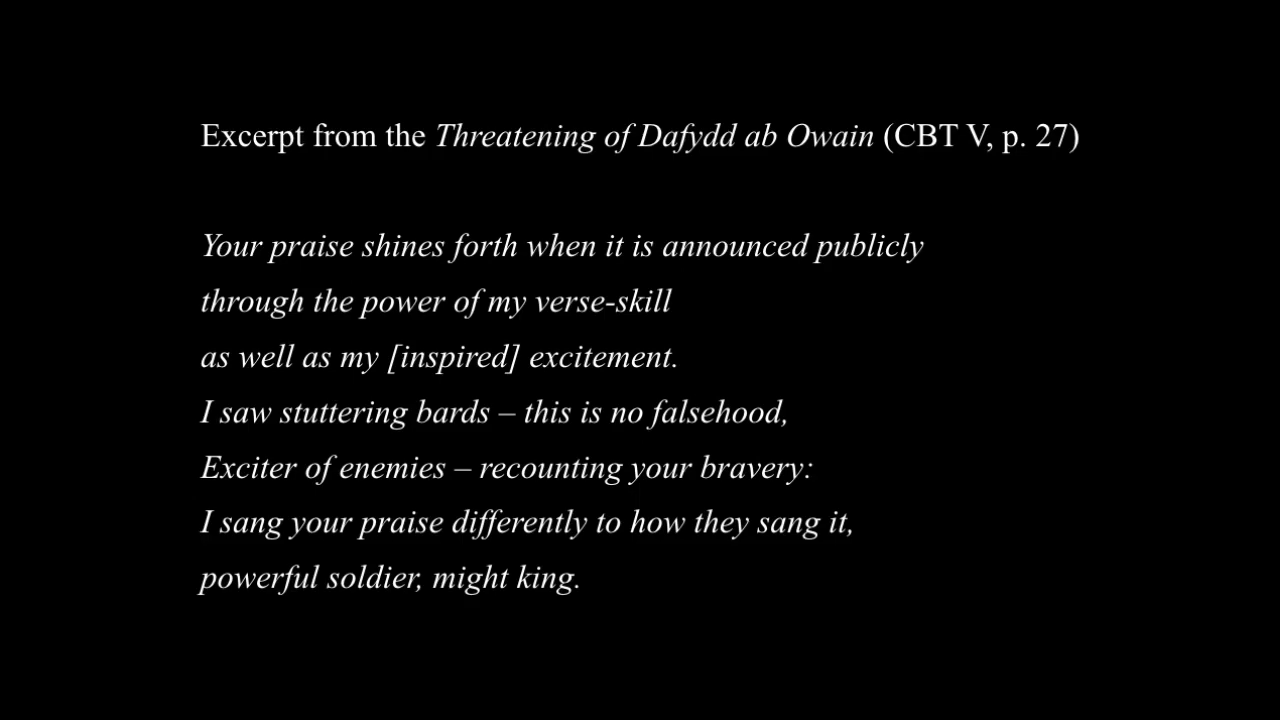 Excerpt from the Threatening of Dafydd ab Owain (CBT V, p. 27)
Your praise shines forth when it is announced publicly
through the power of my verse-skill
as well as my [inspired] excitement.
I saw stuttering bards – this is no falsehood,
Exciter of enemies – recounting your bravery:
I sang your praise differently to how they sang it,
powerful soldier, might king.